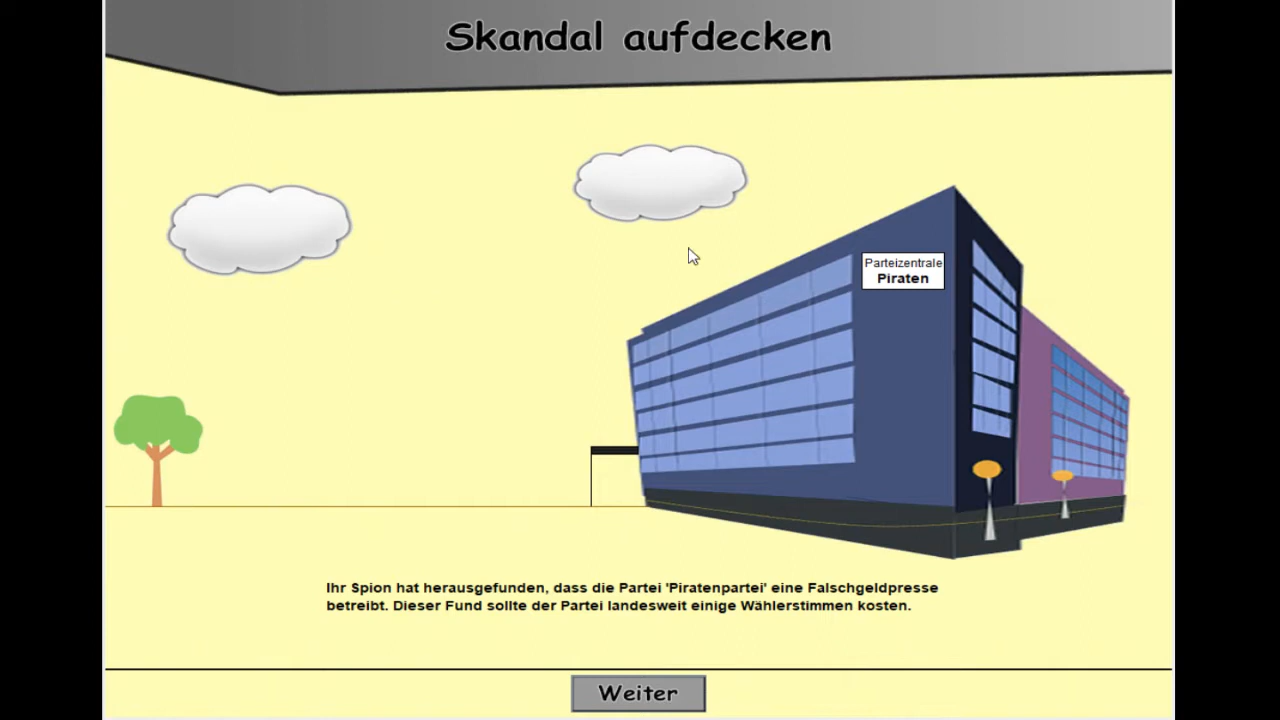 Skandal aufdecken
Parteizentrale
Piraten
Ihr Spion hat herausgefunden, dass die Partei 'Piratenpartei' eine Falschgeldpresse
betreibt. Dieser Fund sollte der Partei landesweit einige Wählerstimmen kosten.
Weiter